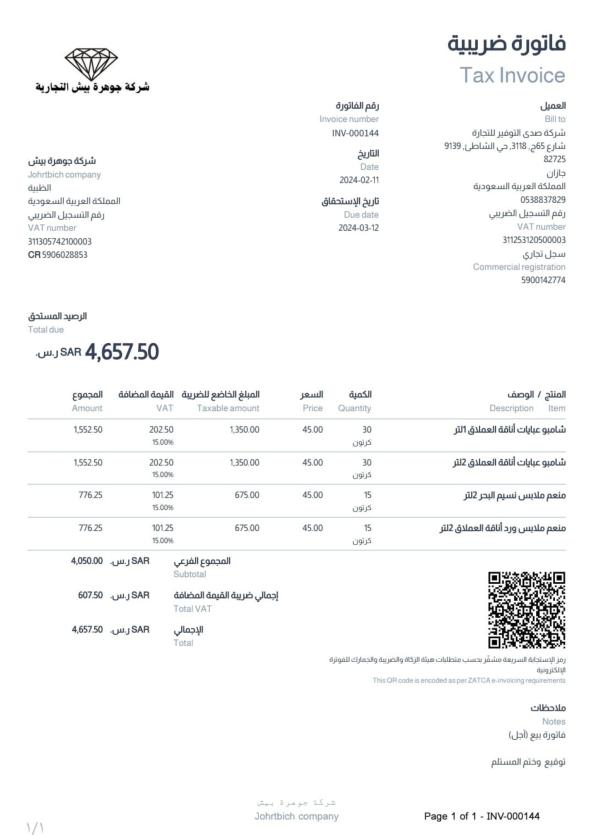 فاتورة ضريبية
Tax Invoice
شركة جوهرة بيش التجارية
العميل
Bill to
شركة صدى التوفير للتجارة
شارع 65ج, 3118, حي الشاطئ, 9139
82725
جازان
المملكة العربية السعودية
0538837829
رقم التسجيل الضريبي
VAT number
311253120500003
سجل تجاري
Commercial registration
5900142774
رقم الفاتورة
Invoice number
INV-000144
التاريخ
Date
2024-02-11
تاريخ الإستحقاق
Due date
2024-03-12
شركة جوهرة بيش
Johrtbich company
الظبية
المملكة العربية السعودية
رقم التسجيل الضريبي
VAT number
311305742100003
CR 5906028853
الرصيد المستحق
Total due
4,657.50 SAR ر.س.
المنتج / الوصف الكمية السعر المبلغ الخاضع للضريبة القيمة المضافة المجموع
Item Description Quantity Price Taxable amount VAT Amount
شامبو عبايات أناقة العملاق 1لتر 30 45.00 1,350.00 202.50 1,552.50
كرتون 15.00%
شامبو عبايات أناقة العملاق 2لتر 30 45.00 1,350.00 202.50 1,552.50
كرتون 15.00%
منعم ملابس نسيم البحر 2لتر 15 45.00 675.00 101.25 776.25
كرتون 15.00%
منعم ملابس ورد أناقة العملاق 2لتر 15 45.00 675.00 101.25 776.25
كرتون 15.00%
المجموع الفرعي SAR ر.س. 4,050.00
Subtotal
إجمالي ضريبة القيمة المضافة SAR ر.س. 607.50
Total VAT
الإجمالي SAR ر.س. 4,657.50
Total
رمز الإستجابة السريعة مشفّر بحسب متطلبات هيئة الزكاة والضريبة والجمارك للفوترة
الإلكترونية
This QR code is encoded as per ZATCA e-invoicing requirements
ملاحظات
Notes
فاتورة بيع (آجل)
توقيع وختم المستلم
شركة جوهرة بيش
Johrtbich company
Page 1 of 1 - INV-000144
١/١